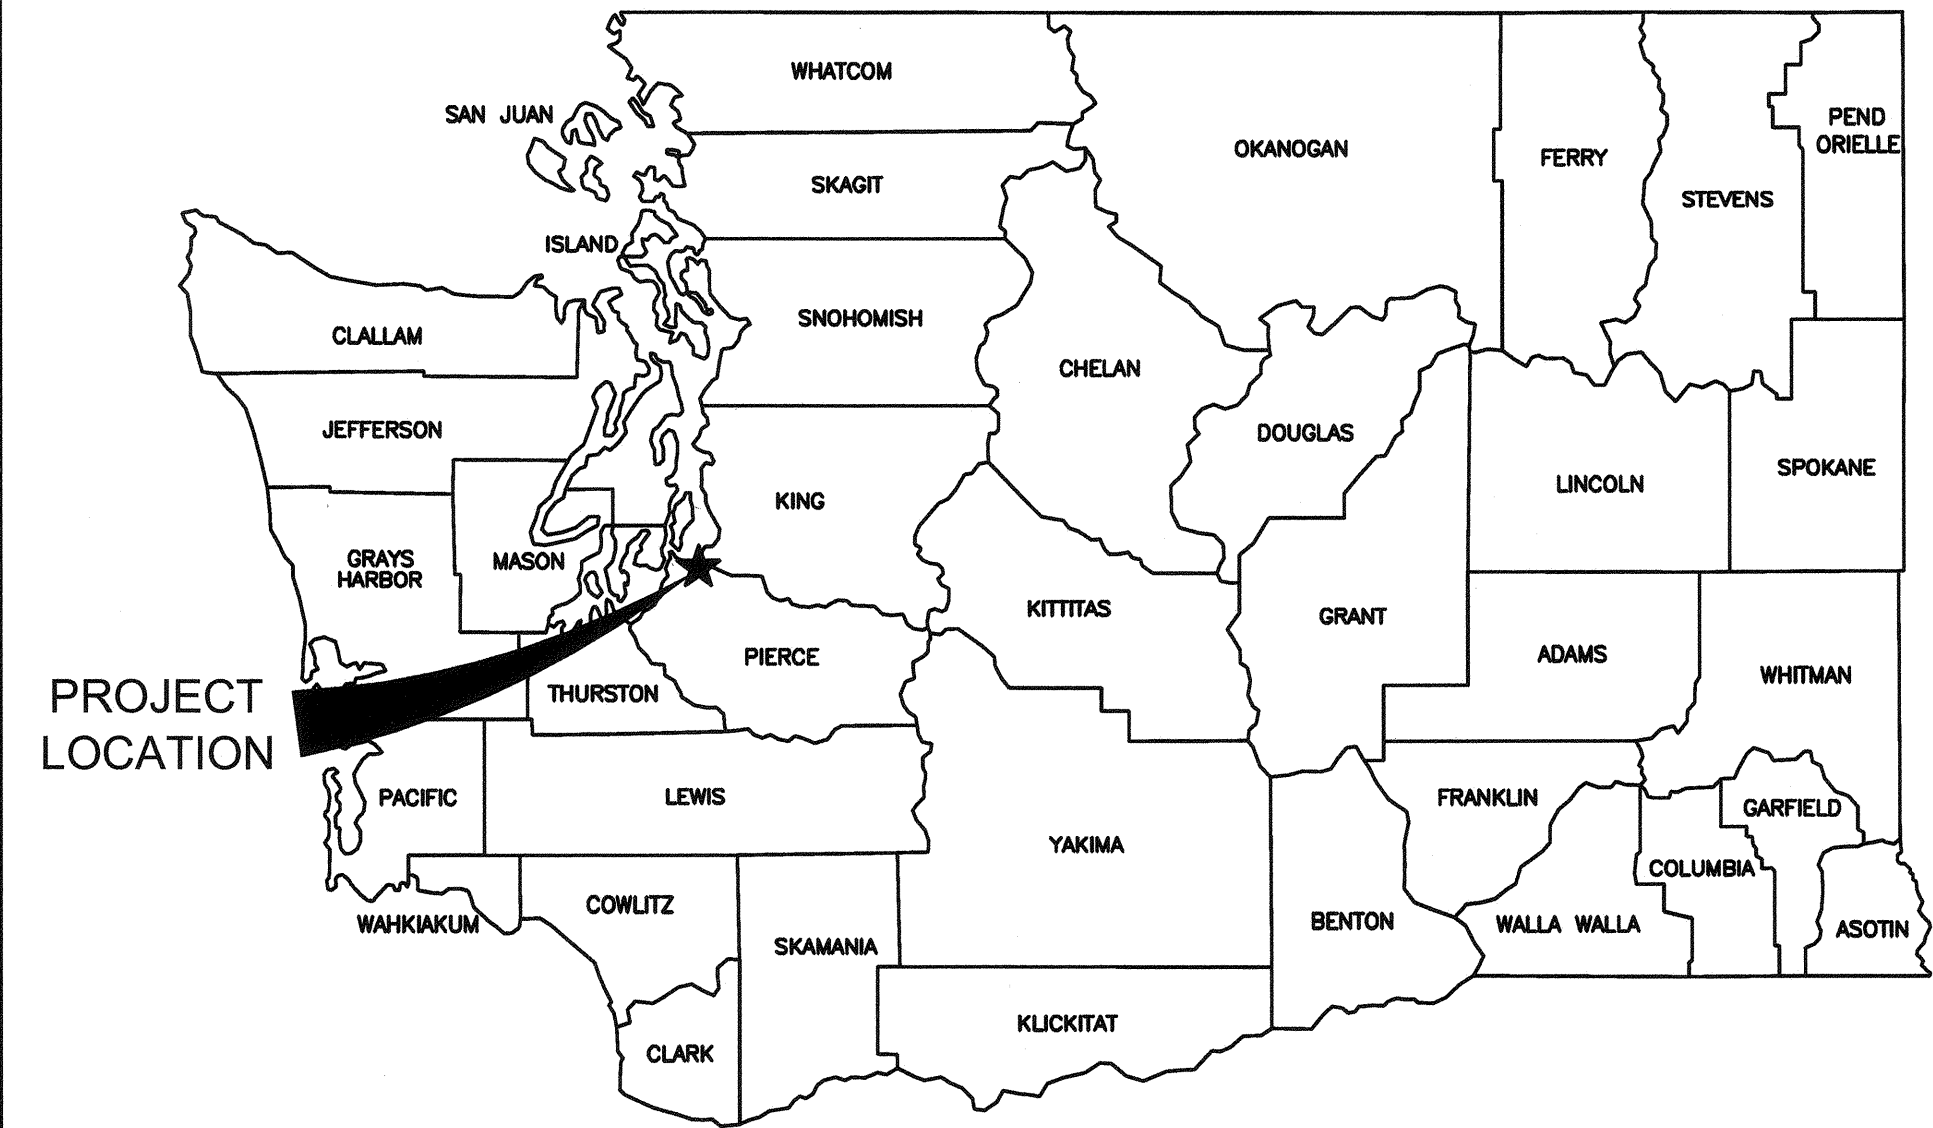 WHATCOM
SAN JUAN
OKANOGAN
FERRY
PEND
ORIELLE
SKAGIT
STEVENS
ISLAND
SNOHOMISH
CLALLAM
CHELAN
JEFFERSON
DOUGLAS
SPOKANE
LINCOLN
KING
GRAYS
HARBOR
MASON
KITTITAS
GRANT
PIERCE
ADAMS
WHITMAN
THURSTON
PROJECT
LOCATION
PACIFIC
LEWIS
FRANKLIN
GARFIELD
YAKIMA
COLUMBIA
COWLITZ
WAHKIAKUM
BENTON
WALLA WALLA
ASOTIN
SKAMANIA
KLICKITAT
CLARK